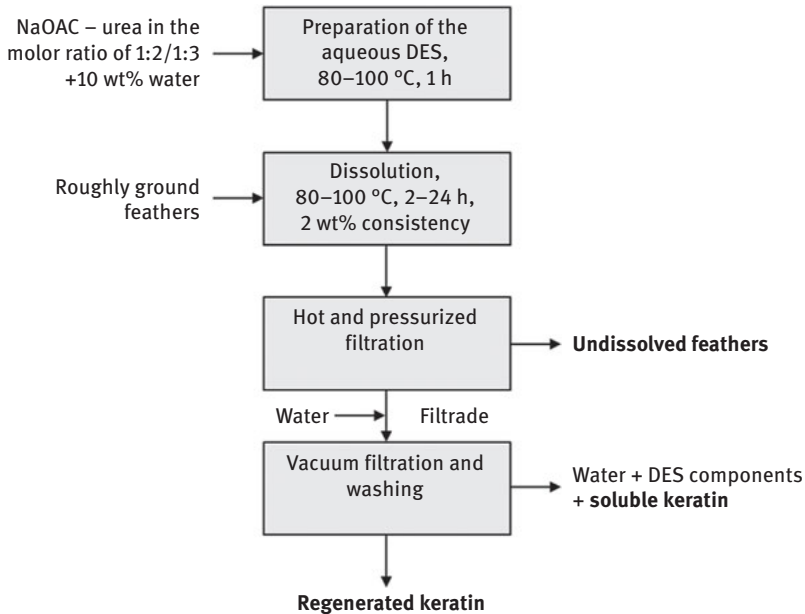 NaOAC – urea in the
molor ratio of 1:2/1:3
+10 wt% water
Preparation of the
aqueous DES,
80–100 °C, 1 h
Roughly ground
feathers
Dissolution,
80–100 °C, 2–24 h,
2 wt% consistency
Hot and pressurized
filtration
Undissolved feathers
Water
Filtrade
Vacuum filtration and
washing
Water + DES components
+ soluble keratin
Regenerated keratin